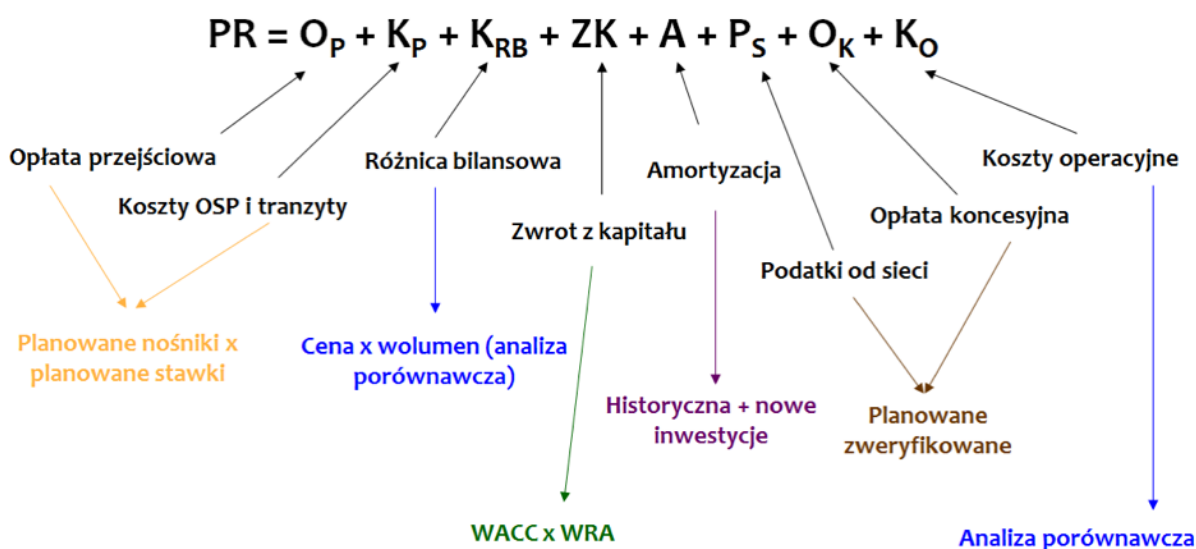 PR = O_P + K_P + K_RB + ZK + A + P_S + O_K + K_O
Opłata przejściowa
Koszty OSP i tranzyty
Różnica bilansowa
Zwrot z kapitału
Amortyzacja
Podatki od sieci
Opłata koncesyjna
Koszty operacyjne
Planowane nośniki x
planowane stawki
Cena x wolumen (analiza
porównawcza)
WACC x WRA
Historyczna + nowe
inwestycje
Planowane
zweryfikowane
Analiza porównawcza